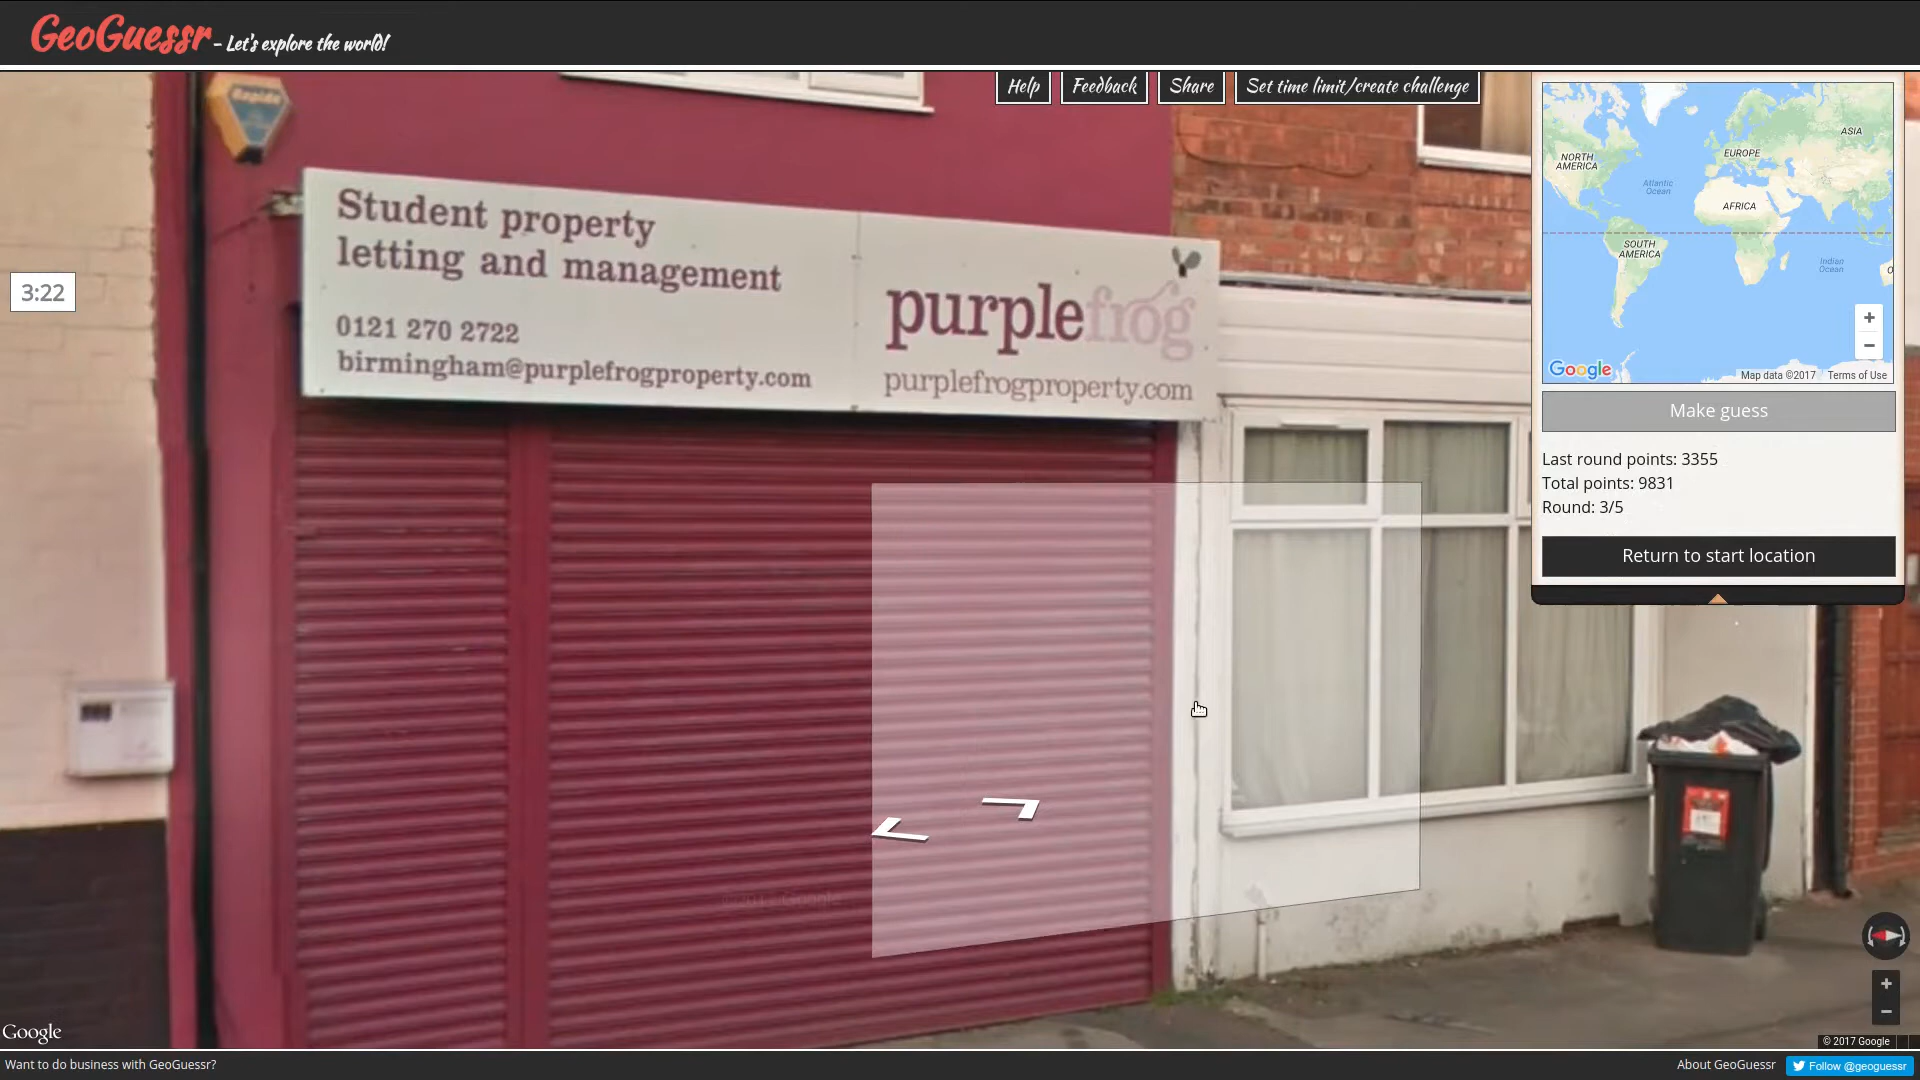 GeoGuessr - Let's explore the world!
Help
Feedback
Share
Set time limit/create challenge
Rapide
Student property
letting and management
0121 270 2722
birmingham@purplefrogproperty.com
purplefrog
purplefrogproperty.com
3:22
NORTH
AMERICA
Atlantic
Ocean
EUROPE
ASIA
AFRICA
SOUTH
AMERICA
Indian
Ocean
O
+
−
Google
Map data ©2017
Terms of Use
Make guess
Last round points: 3355
Total points: 9831
Round: 3/5
Return to start location
Google
+
−
© 2017 Google
Want to do business with GeoGuessr?
About GeoGuessr
Follow @geoguessr